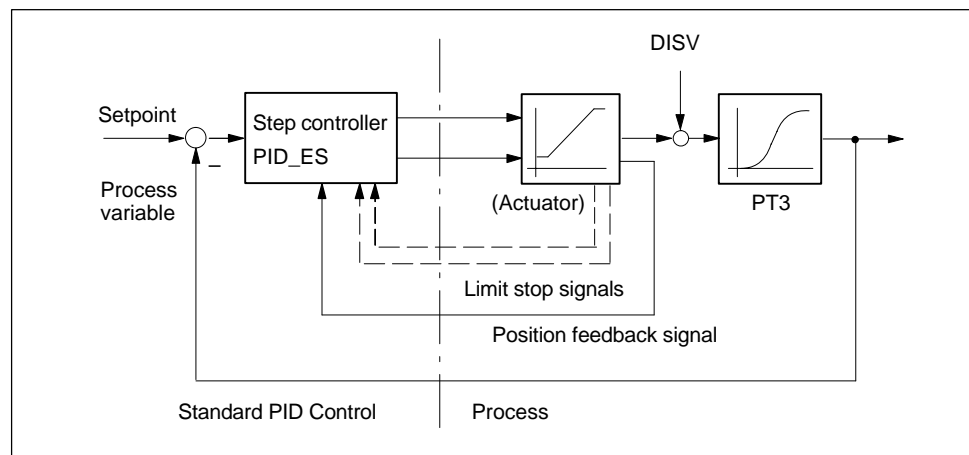 DISV
Setpoint
Step controller
PID_ES
–
Process
variable
(Actuator)
PT3
Limit stop signals
Position feedback signal
Standard PID Control
Process